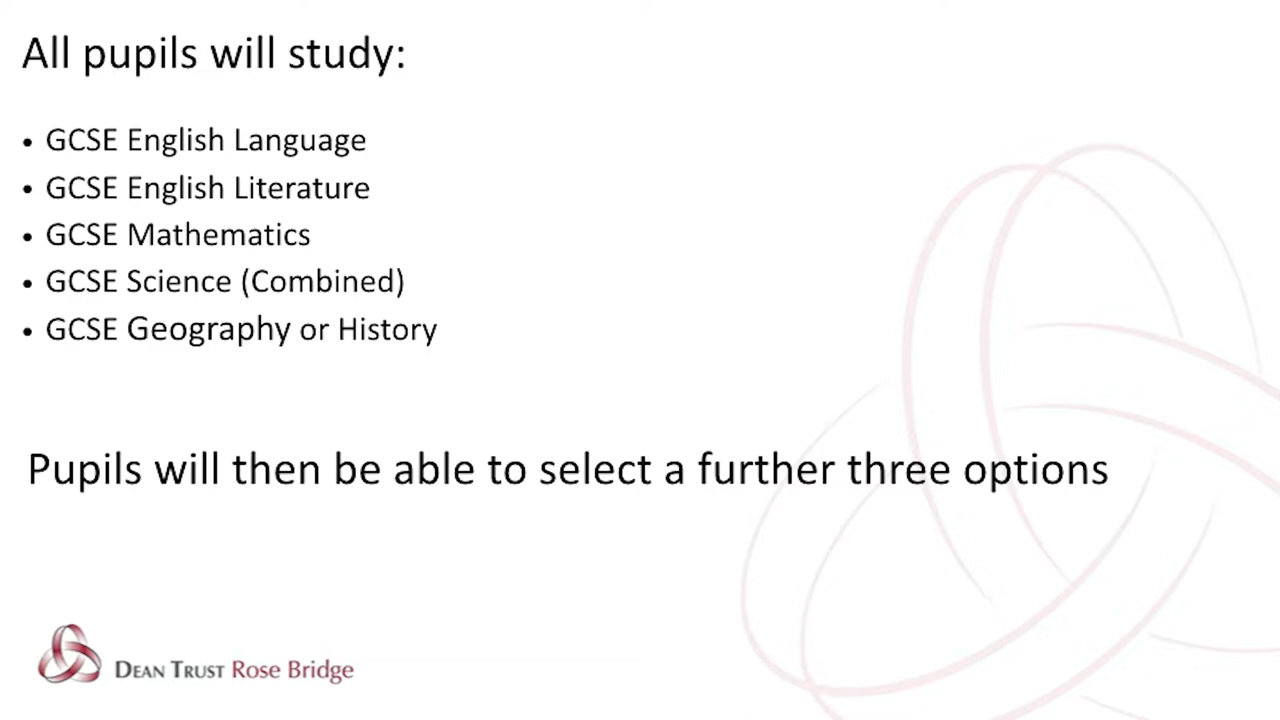 All pupils will study:
• GCSE English Language
• GCSE English Literature
• GCSE Mathematics
• GCSE Science (Combined)
• GCSE Geography or History
Pupils will then be able to select a further three options
DEAN TRUST Rose Bridge